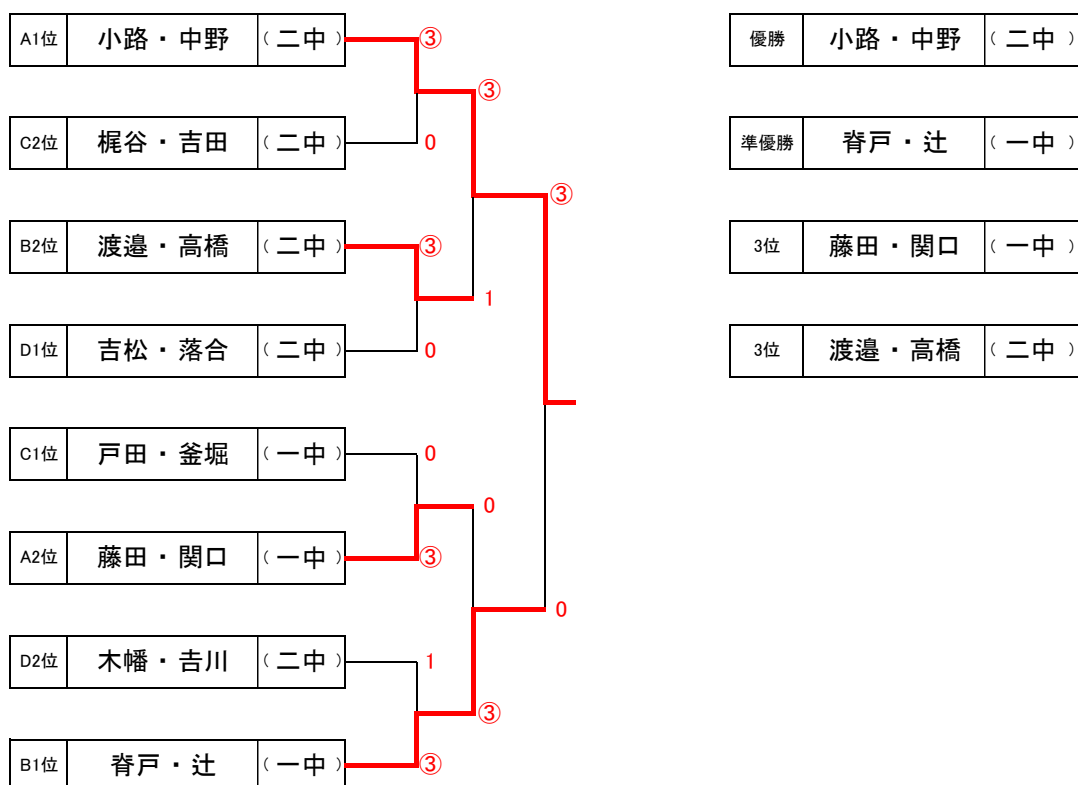 A1位 小路・中野 (二中) ③
③
C2位 梶谷・吉田 (二中) 0
③
B2位 渡邉・高橋 (二中) ③
1
D1位 吉松・落合 (二中) 0
C1位 戸田・釜堀 (一中) 0
0
A2位 藤田・関口 (一中) ③
0
D2位 木幡・𠮷川 (二中) 1
③
B1位 脊戸・辻 (一中) ③
優勝 小路・中野 (二中)
準優勝 脊戸・辻 (一中)
3位 藤田・関口 (一中)
3位 渡邉・高橋 (二中)